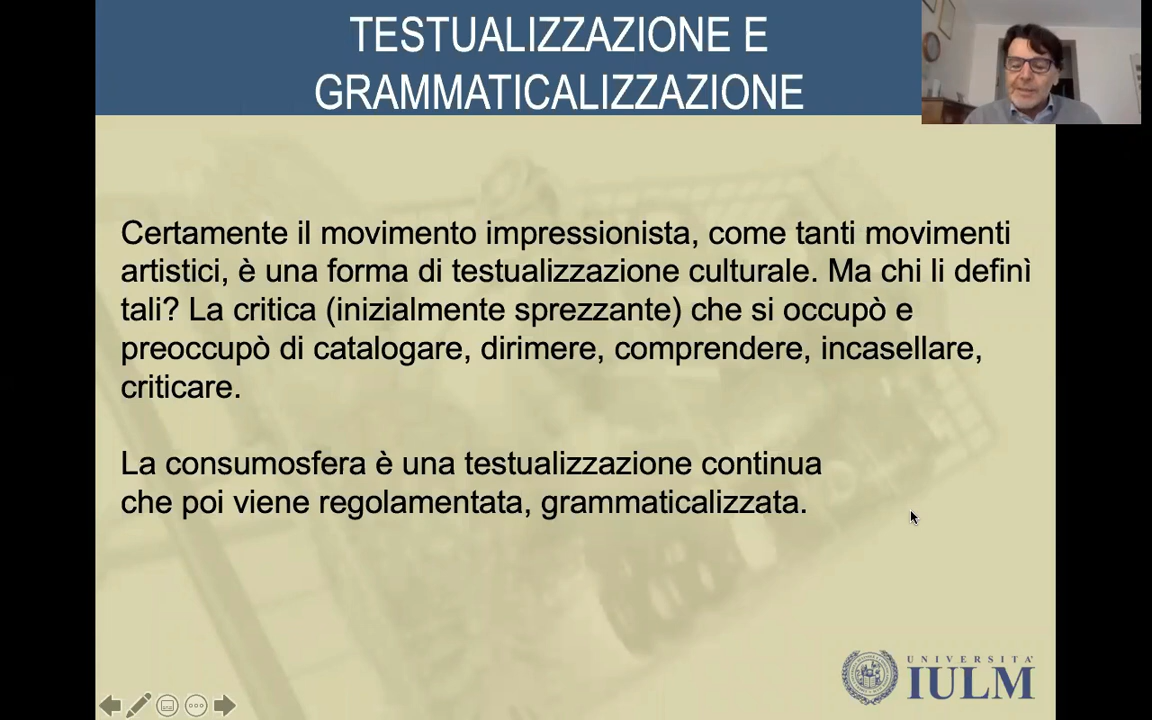 TESTUALIZZAZIONE E
GRAMMATICALIZZAZIONE
Certamente il movimento impressionista, come tanti movimenti
artistici, è una forma di testualizzazione culturale. Ma chi li definì
tali? La critica (inizialmente sprezzante) che si occupò e
preoccupò di catalogare, dirimere, comprendere, incasellare,
criticare.
La consumosfera è una testualizzazione continua
che poi viene regolamentata, grammaticalizzata.
UNIVERSITÀ
IULM